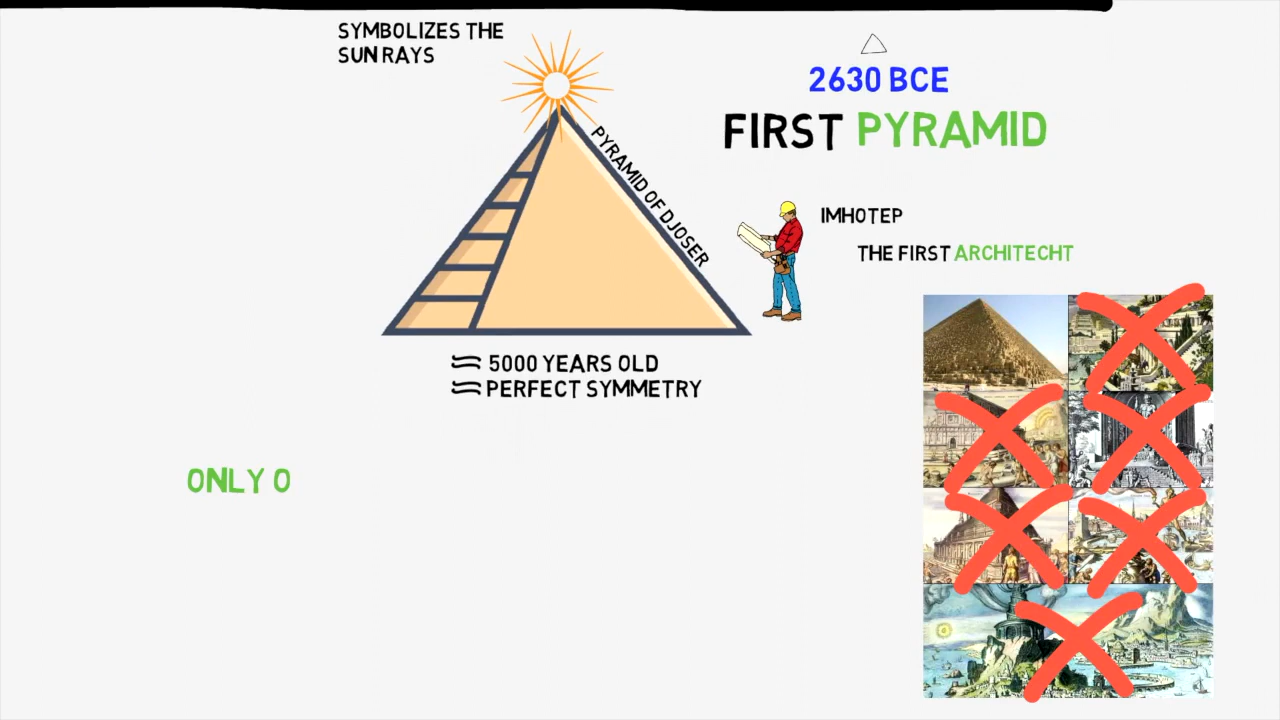 SYMBOLIZES THE
SUN RAYS
2630 BCE
FIRST PYRAMID
PYRAMID OF DJOSER
IMHOTEP
THE FIRST ARCHITECHT
≈ 5000 YEARS OLD
≈ PERFECT SYMMETRY
ONLY O